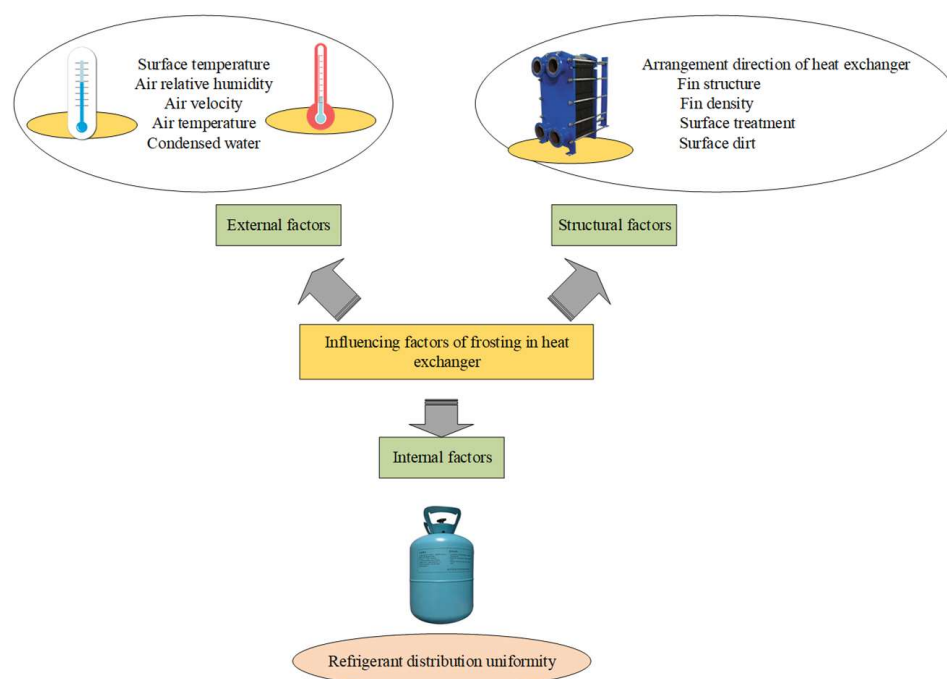 Surface temperature
Air relative humidity
Air velocity
Air temperature
Condensed water
Arrangement direction of heat exchanger
Fin structure
Fin density
Surface treatment
Surface dirt
External factors
Structural factors
Influencing factors of frosting in heat
exchanger
Internal factors
Refrigerant distribution uniformity